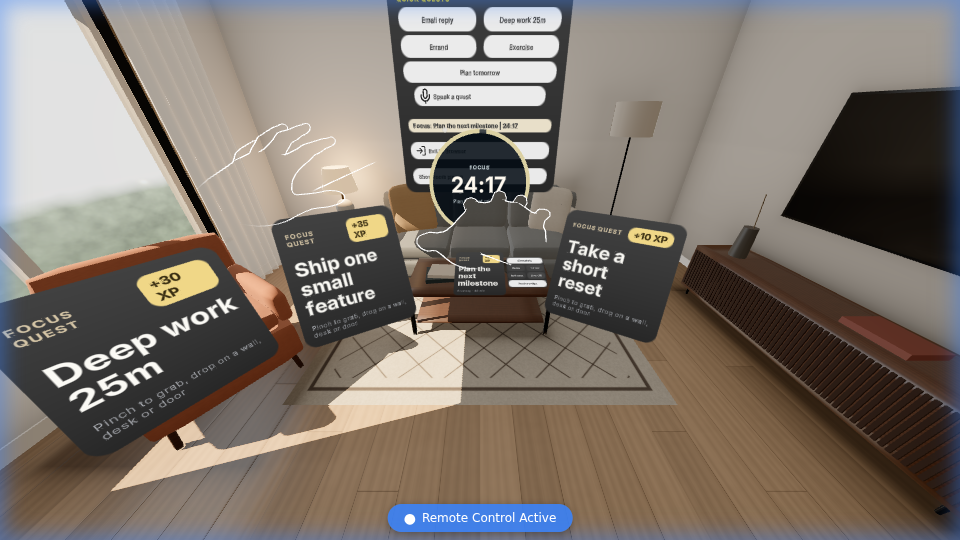 Email reply
Deep work 25m
Errand
Exercise
Plan tomorrow
Speak a quest
Focus: Plan the next milestone | 24:17
FOCUS
24:17
FOCUS
QUEST
+30
XP
Deep work
25m
Pinch to grab, drop on a wall,
desk or door
FOCUS
QUEST
+35
XP
Ship one
small
feature
Pinch to grab, drag on a wall,
desk or door
Plan the
next
milestone
FOCUS QUEST
+10 XP
Take a
short
reset
Pinch to grab, drop on a wall,
desk or door
Remote Control Active